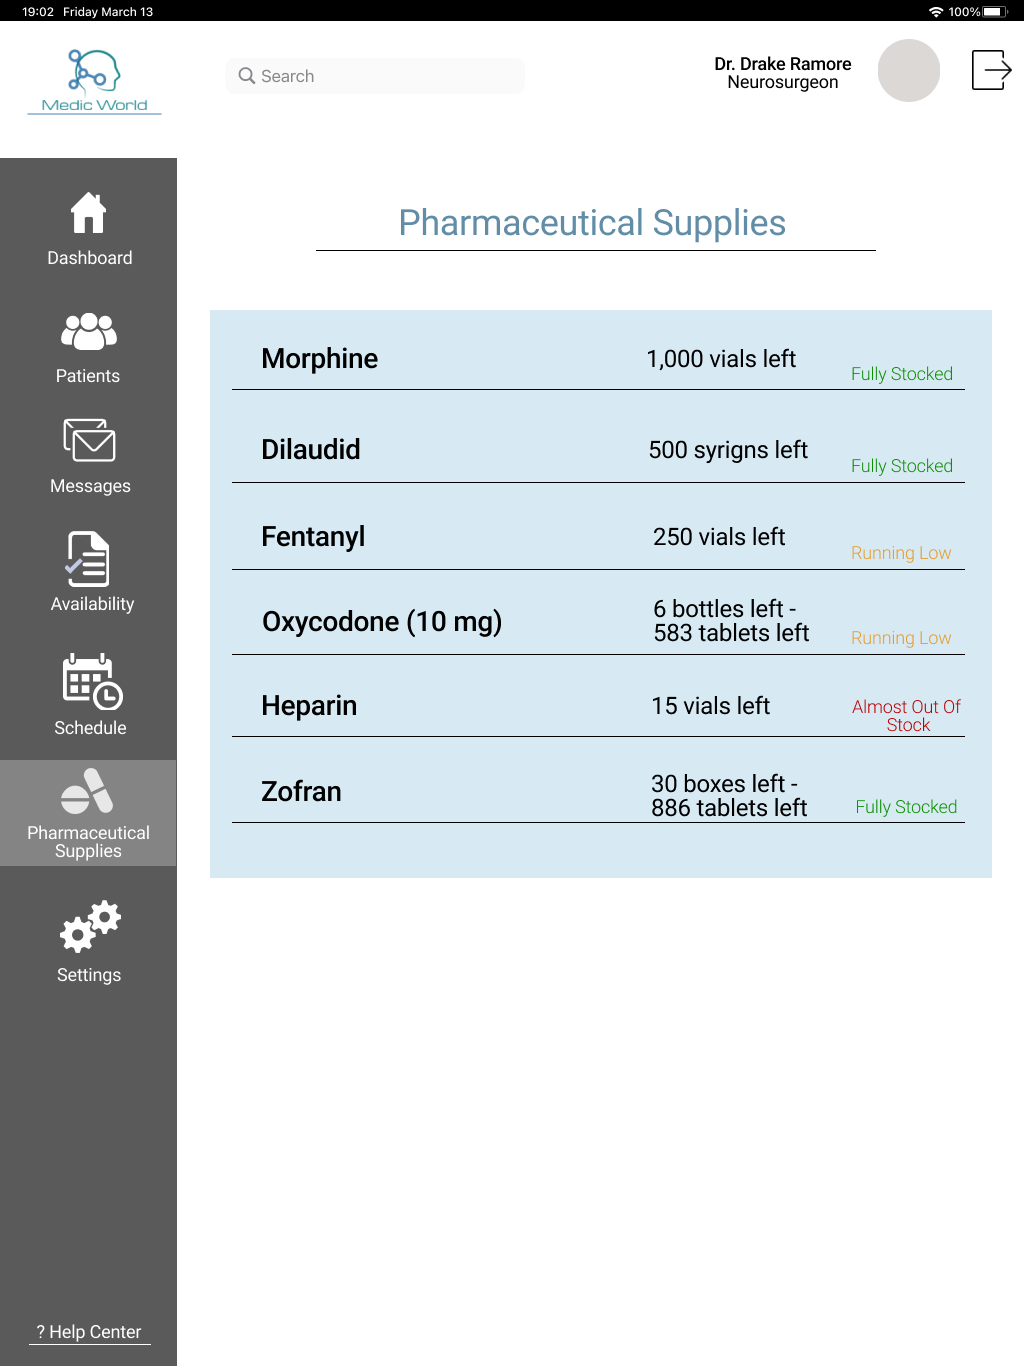 19:02 Friday March 13
100%
Medic World
Search
Dr. Drake Ramore
Neurosurgeon
Dashboard
Patients
Messages
Availability
Schedule
Pharmaceutical
Supplies
Settings
? Help Center
Pharmaceutical Supplies
Morphine 1,000 vials left Fully Stocked
Dilaudid 500 syrigns left Fully Stocked
Fentanyl 250 vials left Running Low
Oxycodone (10 mg) 6 bottles left -
583 tablets left Running Low
Heparin 15 vials left Almost Out Of
Stock
Zofran 30 boxes left -
886 tablets left Fully Stocked